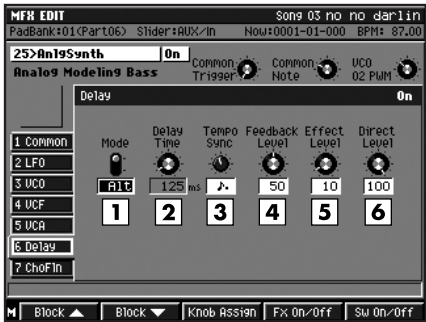 MFX EDIT Song 03 no no no darlin
PadBank:01(Part06) Slider:AUX/In Now:0001-01-000 BPM: 87.00
25>AnlgSynth On
Analog Modeling Bass
Common Trigger
Common Note
VCO 02 PWM
Delay On
1 Common
2 LFO
3 VCO
4 VCF
5 VCA
6 Delay
7 ChoFln
Mode
Delay Time
Tempo Sync
Feedback Level
Effect Level
Direct Level
Alt 125 ms ♪. 50 10 100
1 2 3 4 5 6
M Block ▲ Block ▼ Knob Assign Fx On/Off Sw On/Off